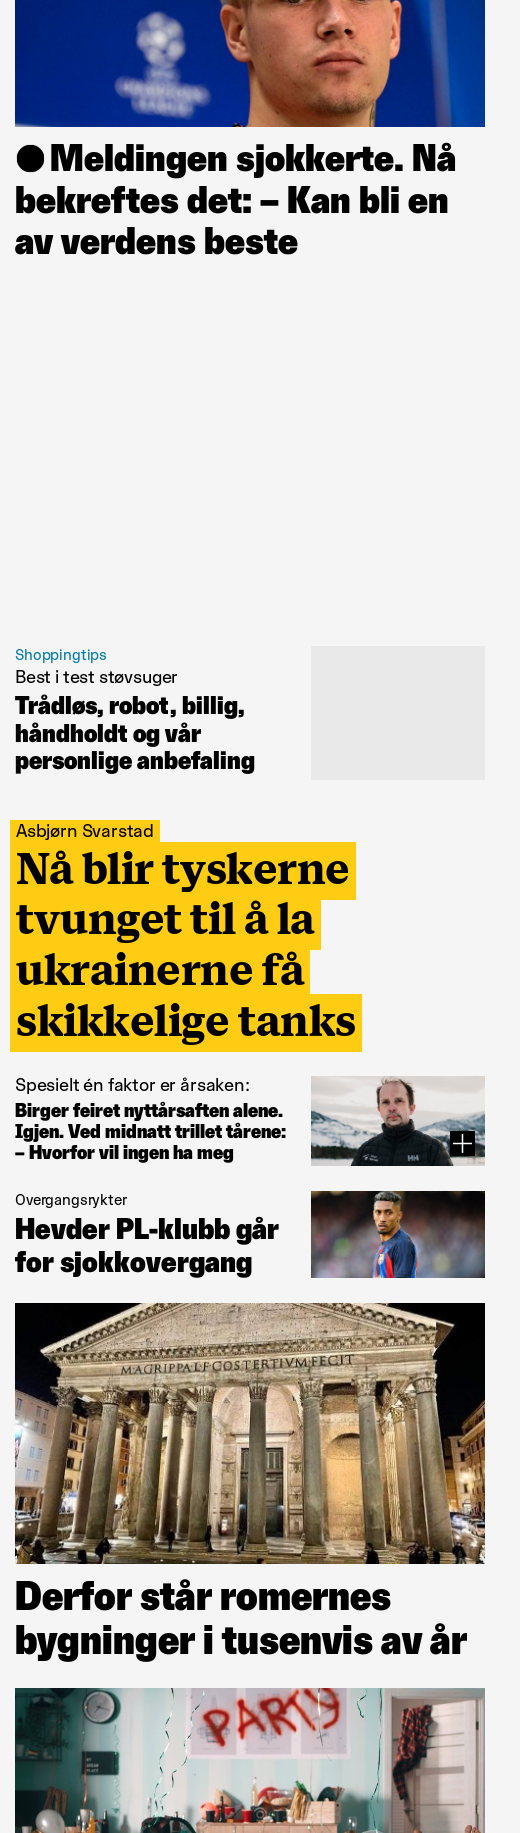 CHAMPIONS
LEAGUE
● Meldingen sjokkerte. Nå
bekreftes det: – Kan bli en
av verdens beste
Shoppingtips
Best i test støvsuger
Trådløs, robot, billig,
håndholdt og vår
personlige anbefaling
Asbjørn Svarstad
Nå blir tyskerne
tvunget til å la
ukrainerne få
skikkelige tanks
Spesielt én faktor er årsaken:
Birger feiret nyttårsaften alene.
Igjen. Ved midnatt trillet tårene:
– Hvorfor vil ingen ha meg
Overgangsrykter
Hevder PL-klubb går
for sjokkovergang
M·AGRIPPA·L·F·COS·TERTIVM·FECIT
Derfor står romernes
bygninger i tusenvis av år
PARTY